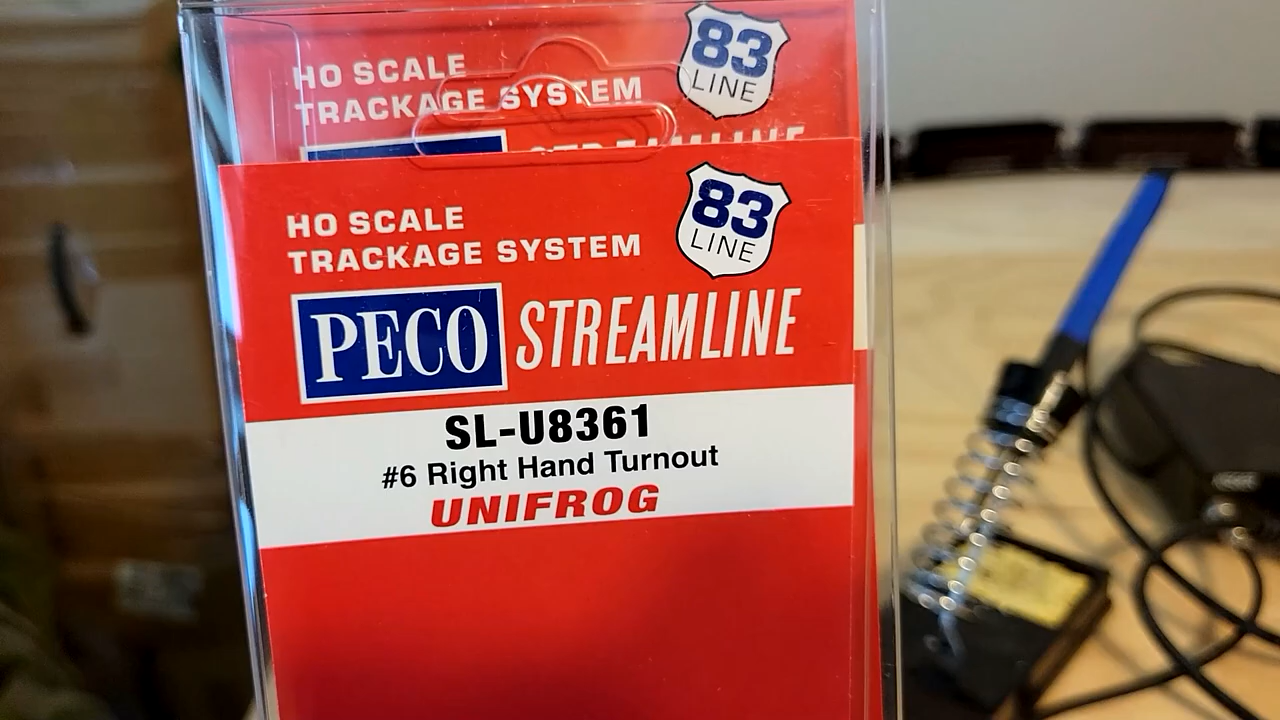 HO SCALE
TRACKAGE SYSTEM
83
LINE
STREAMLINE
HO SCALE
TRACKAGE SYSTEM
83
LINE
PECO STREAMLINE
SL-U8361
#6 Right Hand Turnout
UNIFROG